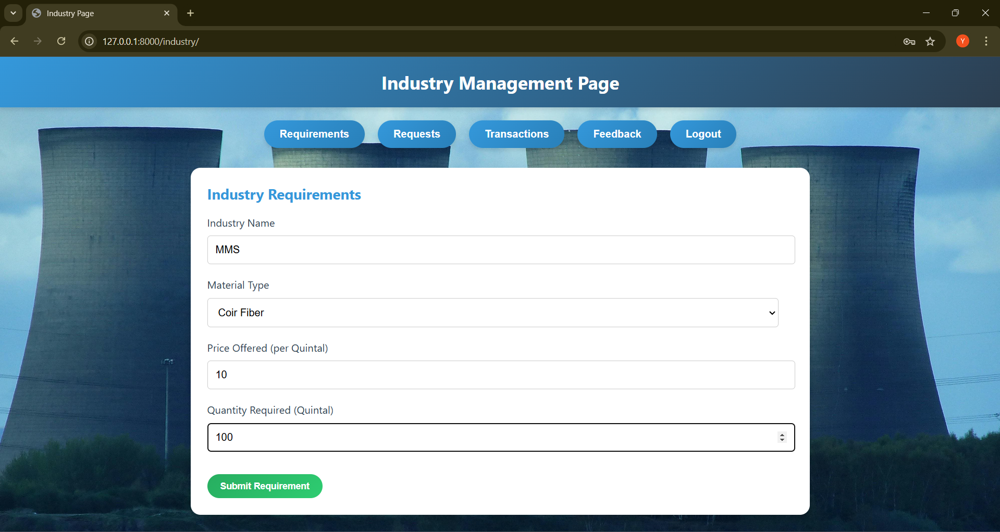 Industry Page
127.0.0.1:8000/industry/
Y
Industry Management Page
Requirements Requests Transactions Feedback Logout
Industry Requirements
Industry Name
MMS
Material Type
Coir Fiber
Price Offered (per Quintal)
10
Quantity Required (Quintal)
100
Submit Requirement